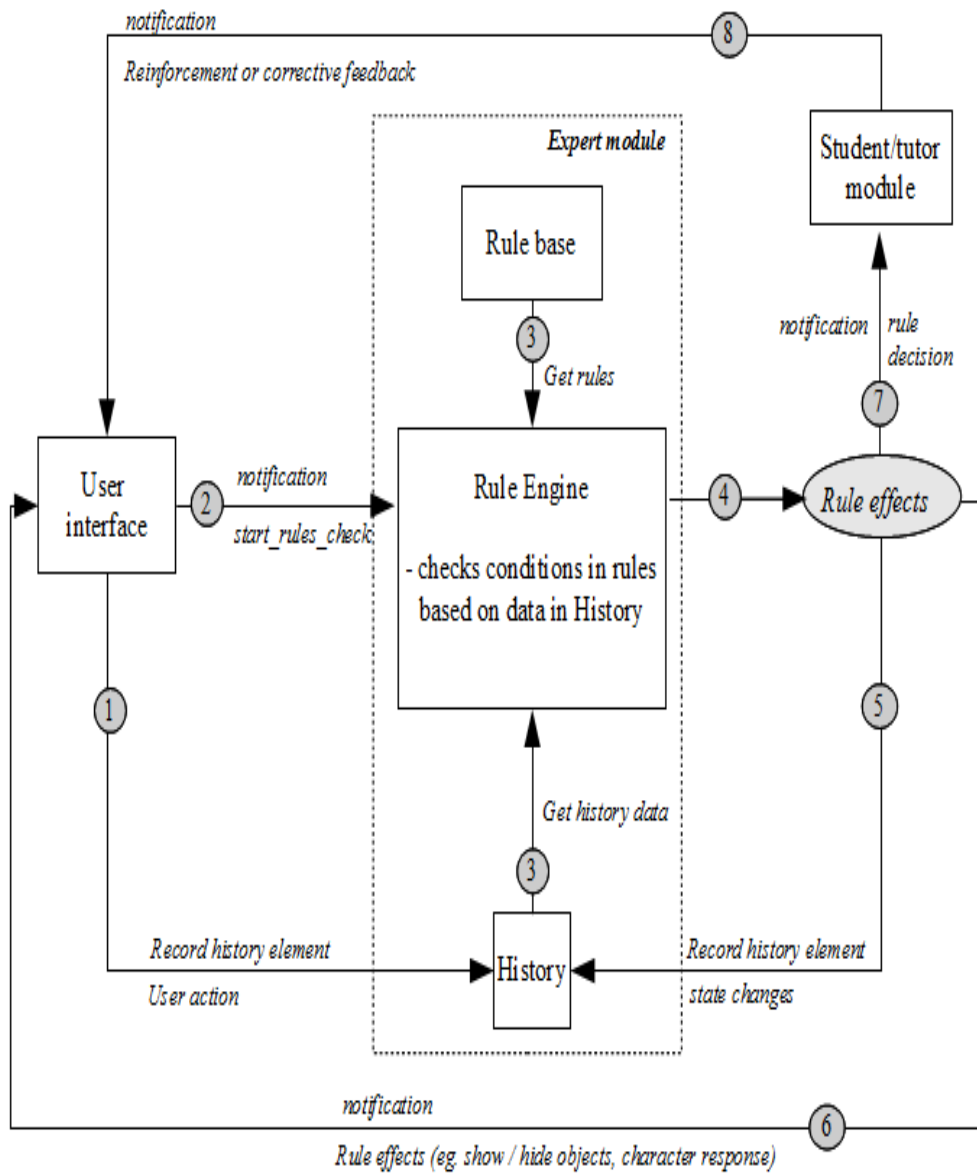 notification
8
Reinforcement or corrective feedback
Expert module
Student/tutor
module
Rule base
3
Get rules
notification
rule
decision
7
User
interface
2
notification
start_rules_check
Rule Engine
- checks conditions in rules
based on data in History
4
Rule effects
1
5
Get history data
3
Record history element
User action
History
Record history element
state changes
notification
6
Rule effects (eg. show / hide objects, character response)